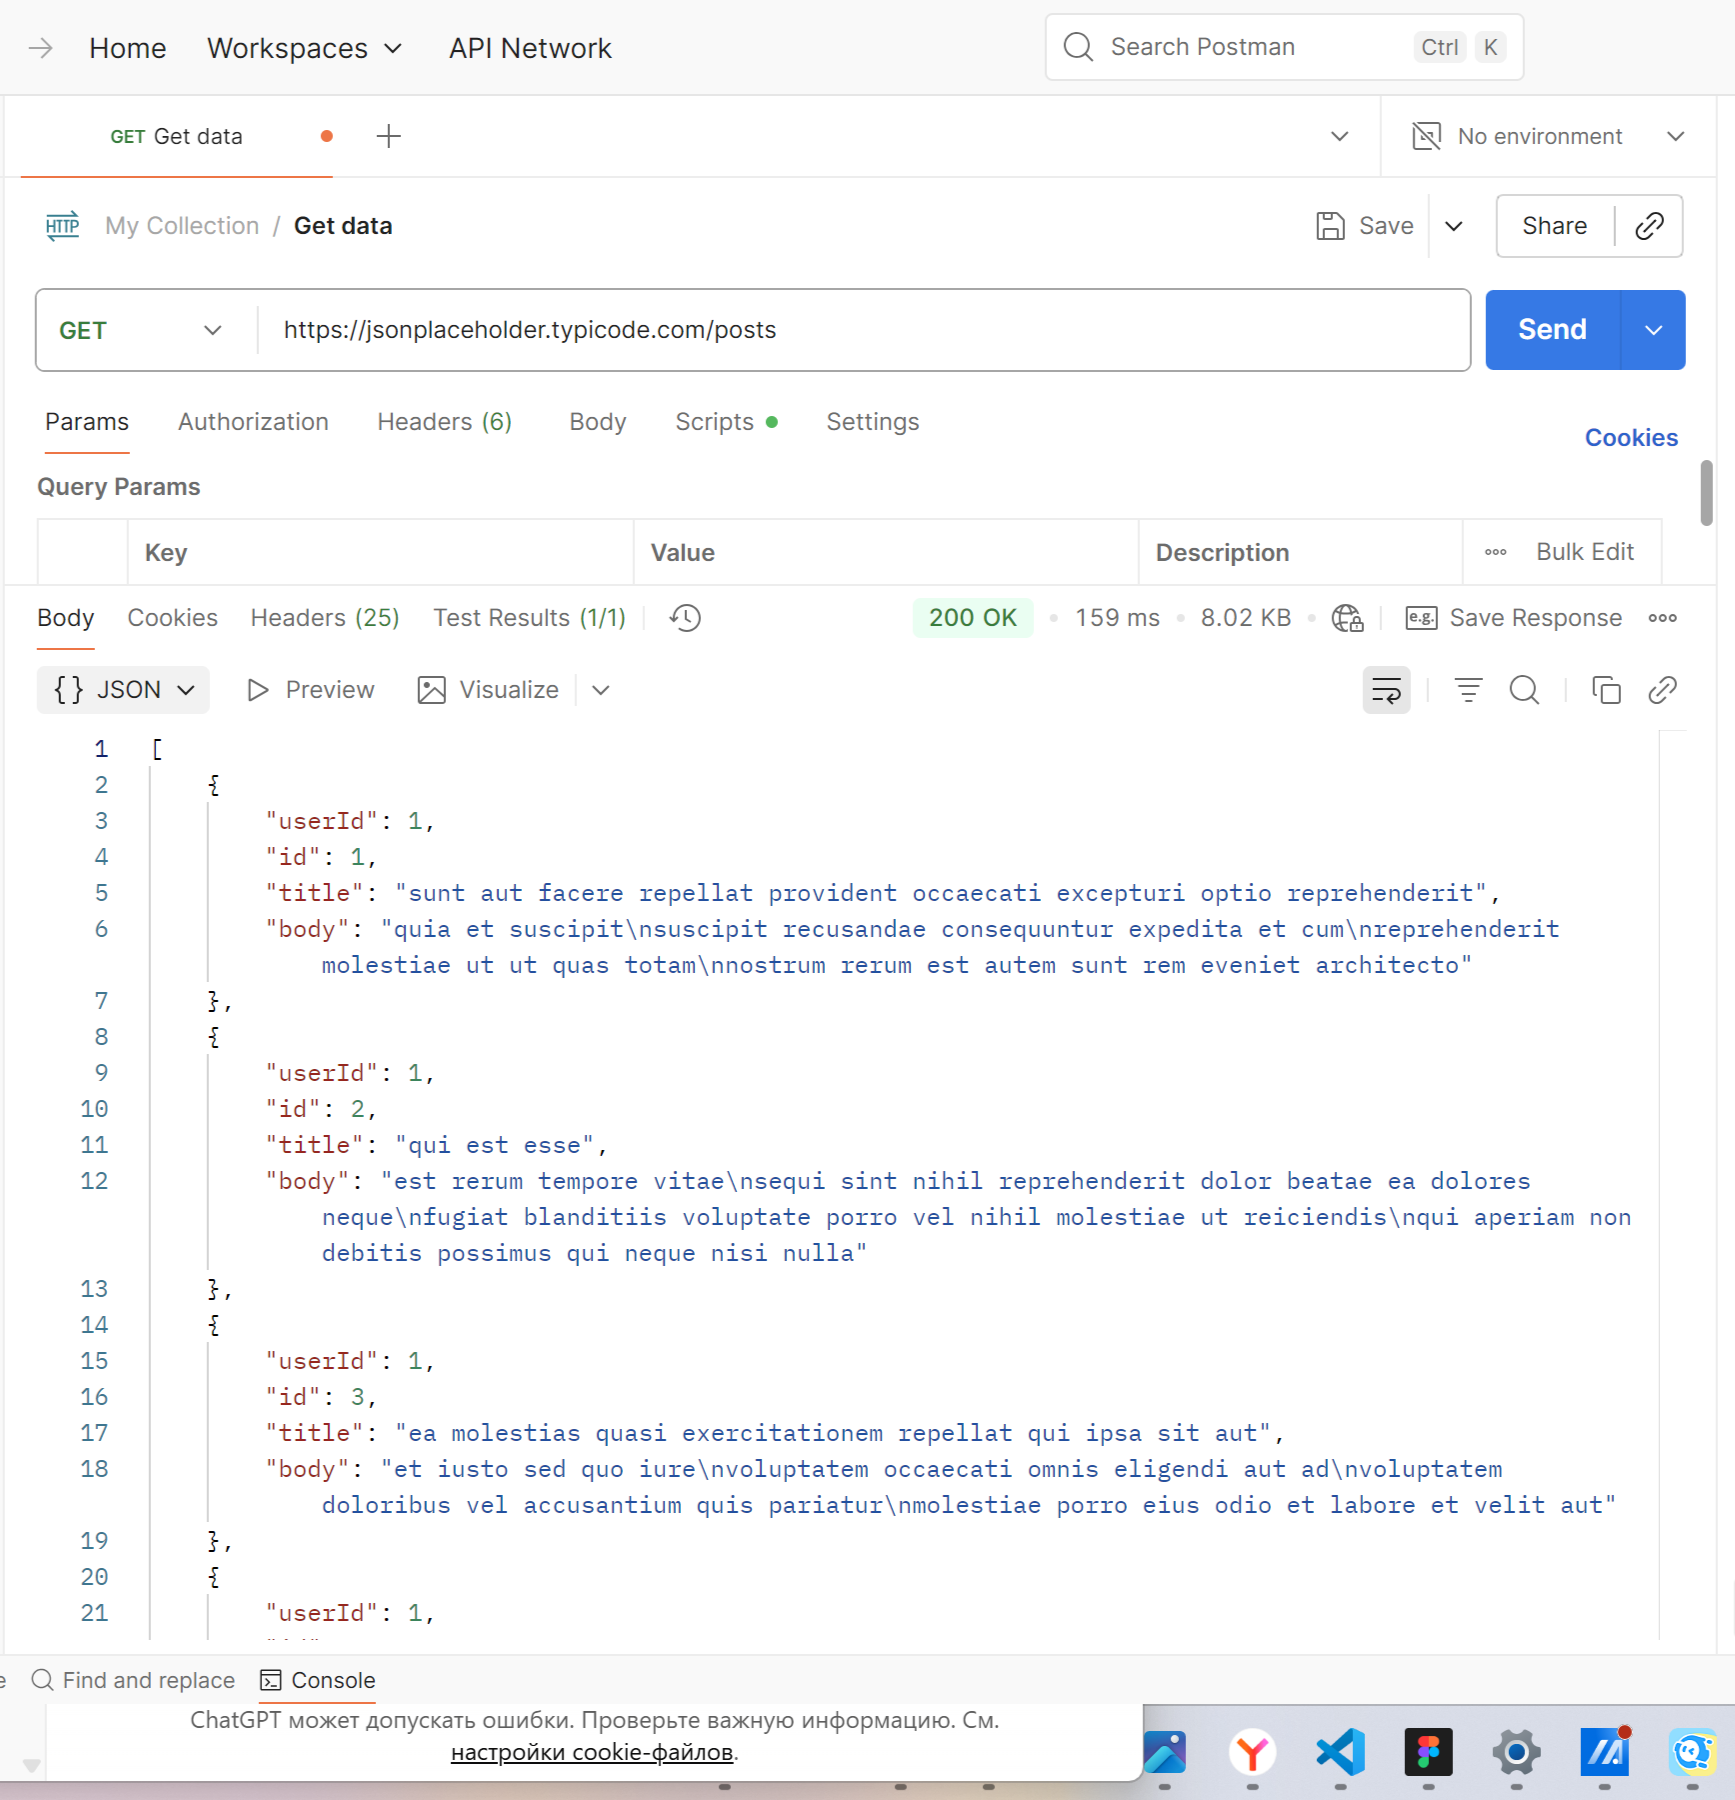 Home Workspaces API Network Search Postman Ctrl K
GET Get data No environment
HTTP My Collection / Get data Save Share
GET https://jsonplaceholder.typicode.com/posts Send
Params Authorization Headers (6) Body Scripts Settings Cookies
Query Params
Key Value Description Bulk Edit
Body Cookies Headers (25) Test Results (1/1) 200 OK 159 ms 8.02 KB e.g. Save Response
{} JSON Preview Visualize
1 [
2 {
3 "userId": 1,
4 "id": 1,
5 "title": "sunt aut facere repellat provident occaecati excepturi optio reprehenderit",
6 "body": "quia et suscipit\nsuscipit recusandae consequuntur expedita et cum\nreprehenderit
molestiae ut ut quas totam\nnostrum rerum est autem sunt rem eveniet architecto"
7 },
8 {
9 "userId": 1,
10 "id": 2,
11 "title": "qui est esse",
12 "body": "est rerum tempore vitae\nsequi sint nihil reprehenderit dolor beatae ea dolores
neque\nfugiat blanditiis voluptate porro vel nihil molestiae ut reiciendis\nqui aperiam non
debitis possimus qui neque nisi nulla"
13 },
14 {
15 "userId": 1,
16 "id": 3,
17 "title": "ea molestias quasi exercitationem repellat qui ipsa sit aut",
18 "body": "et iusto sed quo iure\nvoluptatem occaecati omnis eligendi aut ad\nvoluptatem
doloribus vel accusantium quis pariatur\nmolestiae porro eius odio et labore et velit aut"
19 },
20 {
21 "userId": 1,
Find and replace Console
ChatGPT может допускать ошибки. Проверьте важную информацию. См.
настройки cookie-файлов.